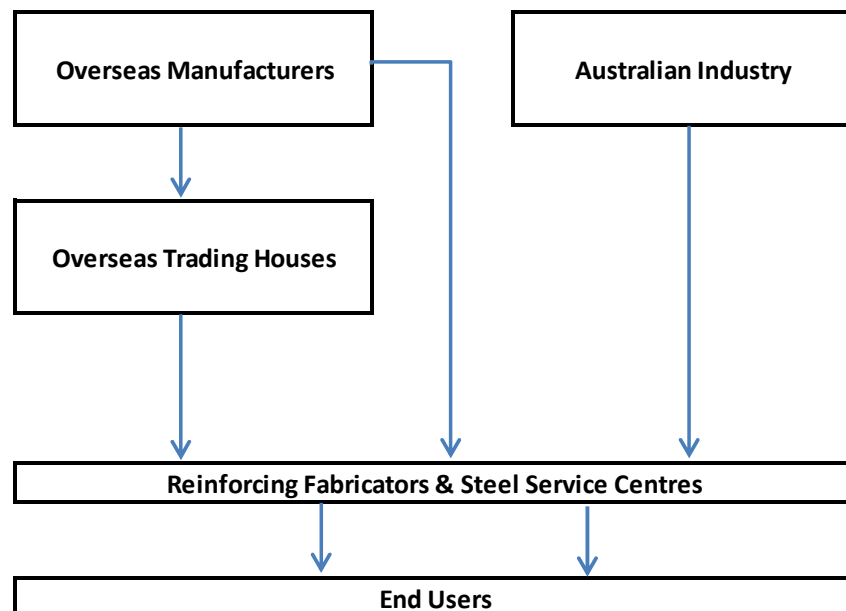 Overseas Manufacturers
Australian Industry
Overseas Trading Houses
Reinforcing Fabricators & Steel Service Centres
End Users